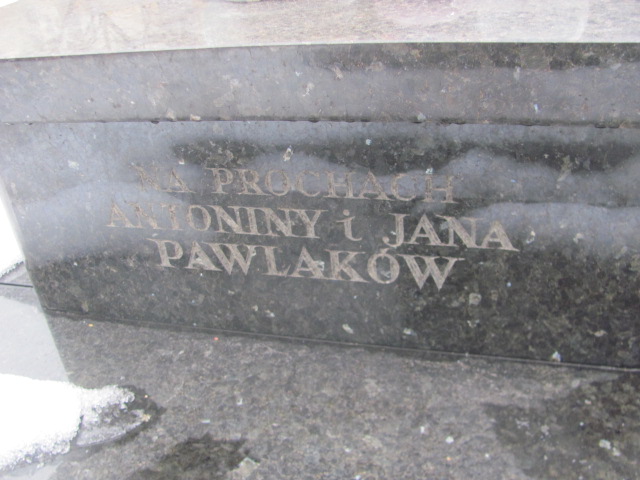 NA PROCHACH
ANTONINY i JANA
PAWLAKÓW